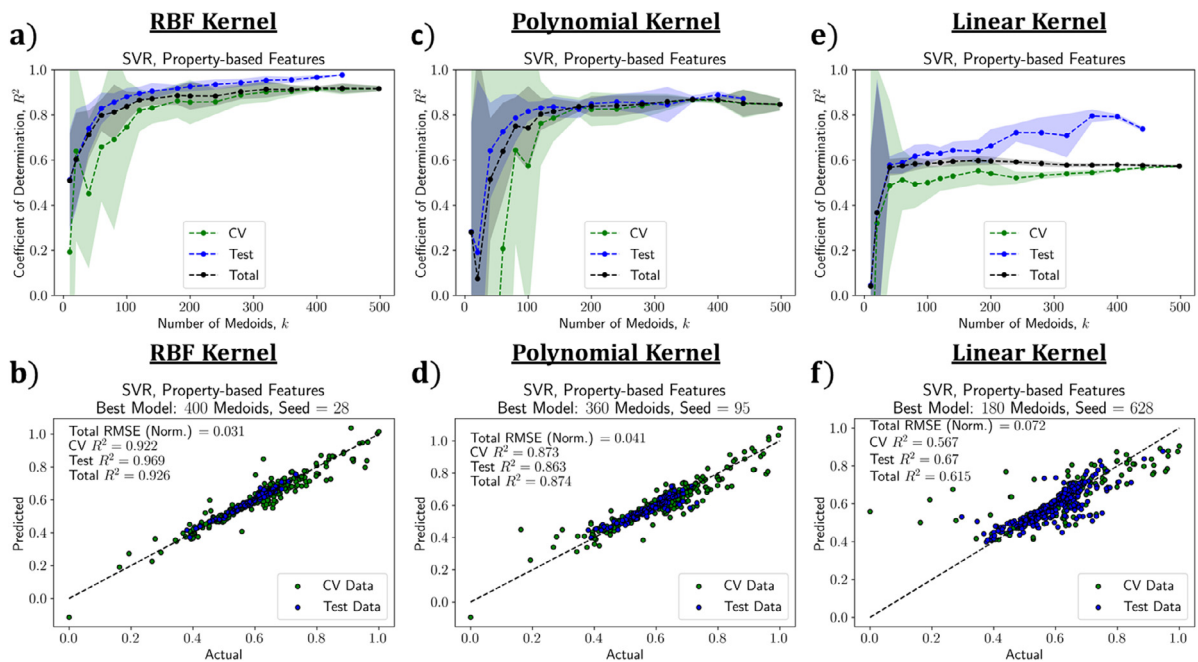 RBF Kernel
a)
SVR, Property-based Features
1.0
0.8
0.6
0.4
0.2
0.0
Coefficient of Determination, R²
CV
Test
Total
0 100 200 300 400 500
Number of Medoids, k
Polynomial Kernel
c)
SVR, Property-based Features
1.0
0.8
0.6
0.4
0.2
0.0
Coefficient of Determination, R²
CV
Test
Total
0 100 200 300 400 500
Number of Medoids, k
Linear Kernel
e)
SVR, Property-based Features
1.0
0.8
0.6
0.4
0.2
0.0
Coefficient of Determination, R²
CV
Test
Total
0 100 200 300 400 500
Number of Medoids, k
RBF Kernel
b)
SVR, Property-based Features
Best Model: 400 Medoids, Seed = 28
Total RMSE (Norm.) = 0.031
CV R² = 0.922
Test R² = 0.969
Total R² = 0.926
1.0
0.8
0.6
0.4
0.2
0.0
Predicted
CV Data
Test Data
0.0 0.2 0.4 0.6 0.8 1.0
Actual
Polynomial Kernel
d)
SVR, Property-based Features
Best Model: 360 Medoids, Seed = 95
Total RMSE (Norm.) = 0.041
CV R² = 0.873
Test R² = 0.863
Total R² = 0.874
1.0
0.8
0.6
0.4
0.2
0.0
Predicted
CV Data
Test Data
0.0 0.2 0.4 0.6 0.8 1.0
Actual
Linear Kernel
f)
SVR, Property-based Features
Best Model: 180 Medoids, Seed = 628
Total RMSE (Norm.) = 0.072
CV R² = 0.567
Test R² = 0.67
Total R² = 0.615
1.0
0.8
0.6
0.4
0.2
0.0
Predicted
CV Data
Test Data
0.0 0.2 0.4 0.6 0.8 1.0
Actual